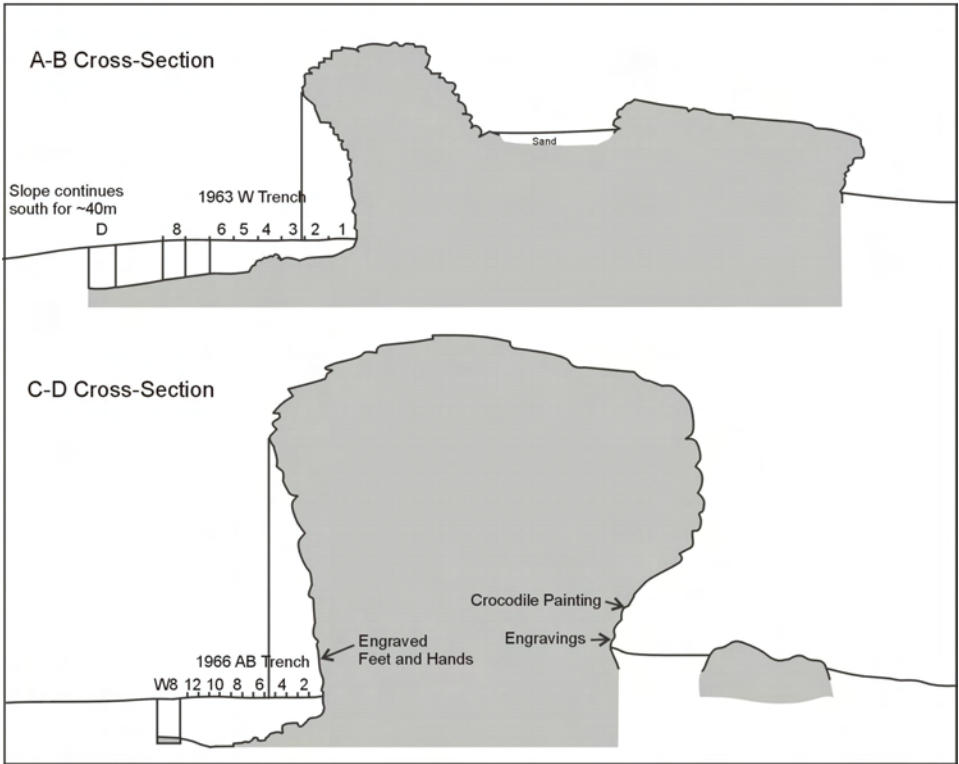 A-B Cross-Section
Sand
Slope continues
south for ~40m
1963 W Trench
D 8 6 5 4 3 2 1
C-D Cross-Section
Crocodile Painting
Engravings
Engraved
Feet and Hands
1966 AB Trench
W8 12 10 8 6 4 2